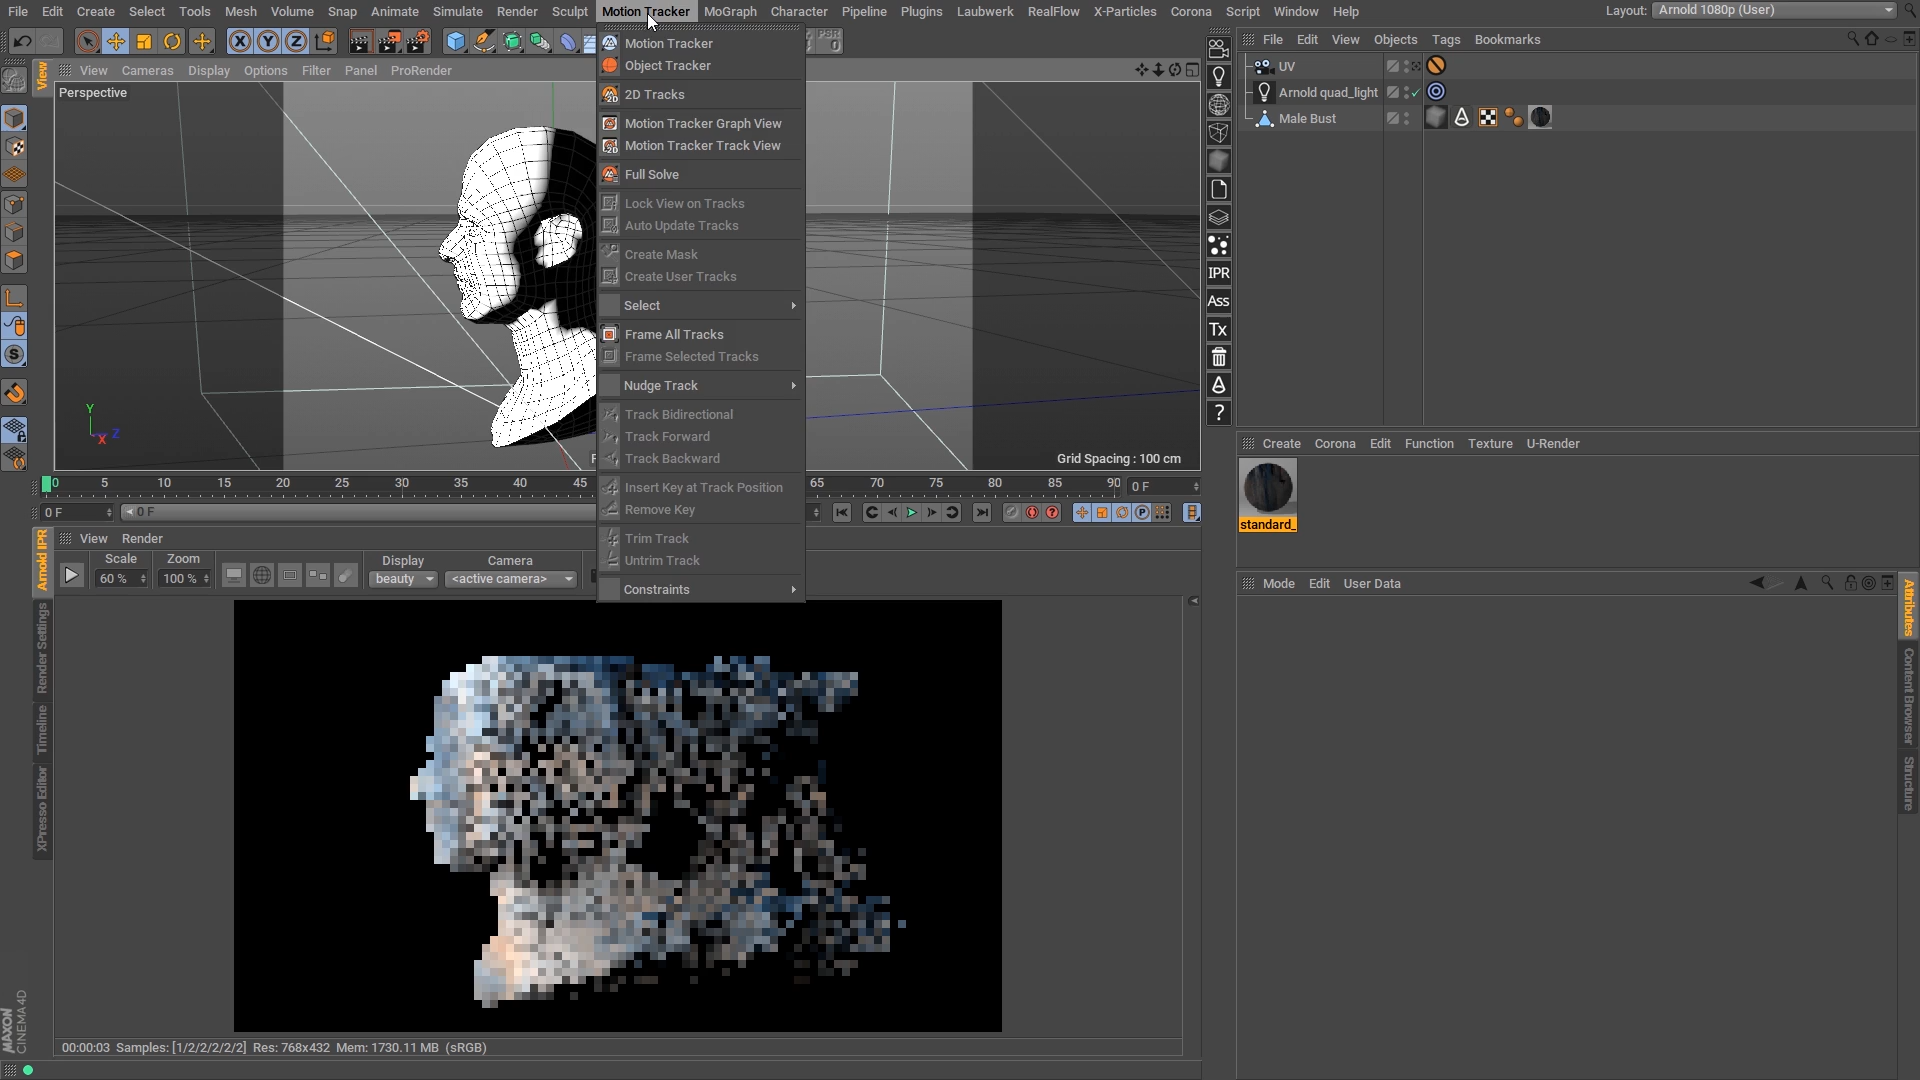 File Edit Create Select Tools Mesh Volume Snap Animate Simulate Render Sculpt Motion Tracker MoGraph Character Pipeline Plugins Laubwerk RealFlow X-Particles Corona Script Window Help Layout: Arnold 1080p (User)
X Y Z PSR 0
View
View Cameras Display Options Filter Panel ProRender
Perspective
Motion Tracker
Object Tracker
2D Tracks
Motion Tracker Graph View
Motion Tracker Track View
Full Solve
Lock View on Tracks
Auto Update Tracks
Create Mask
Create User Tracks
Select
Frame All Tracks
Frame Selected Tracks
Nudge Track
Track Bidirectional
Track Forward
Track Backward
Insert Key at Track Position
Remove Key
Trim Track
Untrim Track
Constraints
Y
Z
X
Grid Spacing : 100 cm
0 5 10 15 20 25 30 35 40 45 65 70 75 80 85 90 0 F
0 F 0 F
IPR
Ass
Tx
?
File Edit View Objects Tags Bookmarks
UV
Arnold quad_light
Male Bust
Create Corona Edit Function Texture U-Render
standard_
Mode Edit User Data
Attributes
Content Browser
Structure
Arnold IPR
Render Settings
Timeline
XPresso Editor
View Render
Scale Zoom Display Camera
60 % 100 % beauty <active camera>
00:00:03 Samples: [1/2/2/2/2/2] Res: 768x432 Mem: 1730.11 MB (sRGB)
MAXON
CINEMA 4D